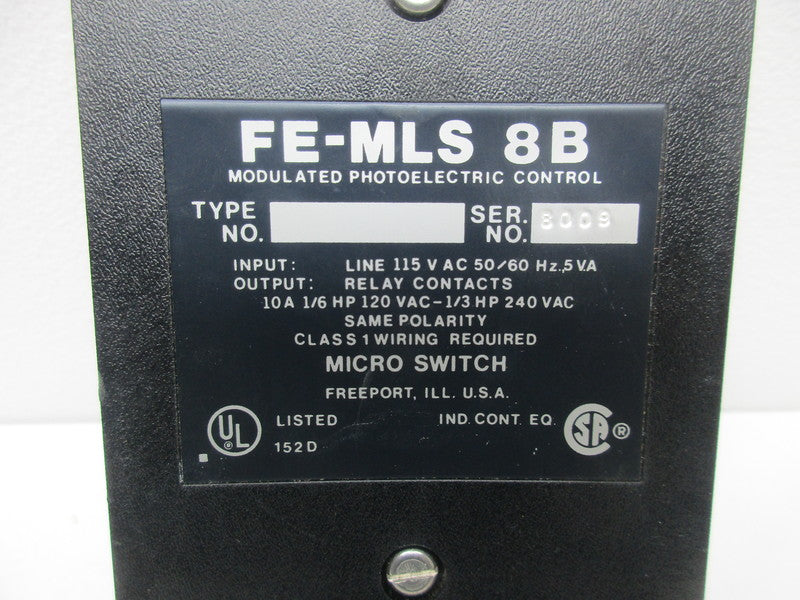 FE-MLS 8B
MODULATED PHOTOELECTRIC CONTROL
TYPE NO. SER. NO. 8009
INPUT: LINE 115 V AC 50/60 Hz., 5 VA
OUTPUT: RELAY CONTACTS
10A 1/6 HP 120 VAC-1/3 HP 240 VAC
SAME POLARITY
CLASS 1 WIRING REQUIRED
MICRO SWITCH
FREEPORT, ILL. U.S.A.
UL LISTED IND. CONT. EQ. CSA ®
152D